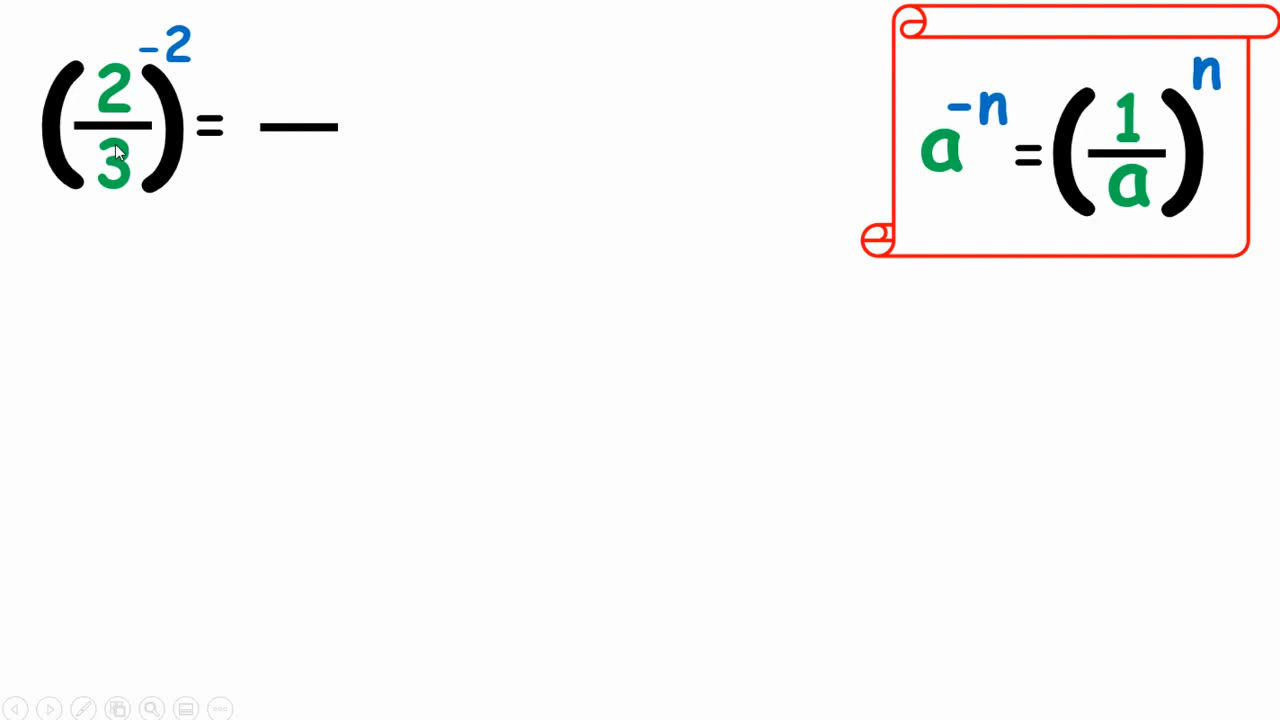 (2/3)^-2 = —
a^-n = (1/a)^n